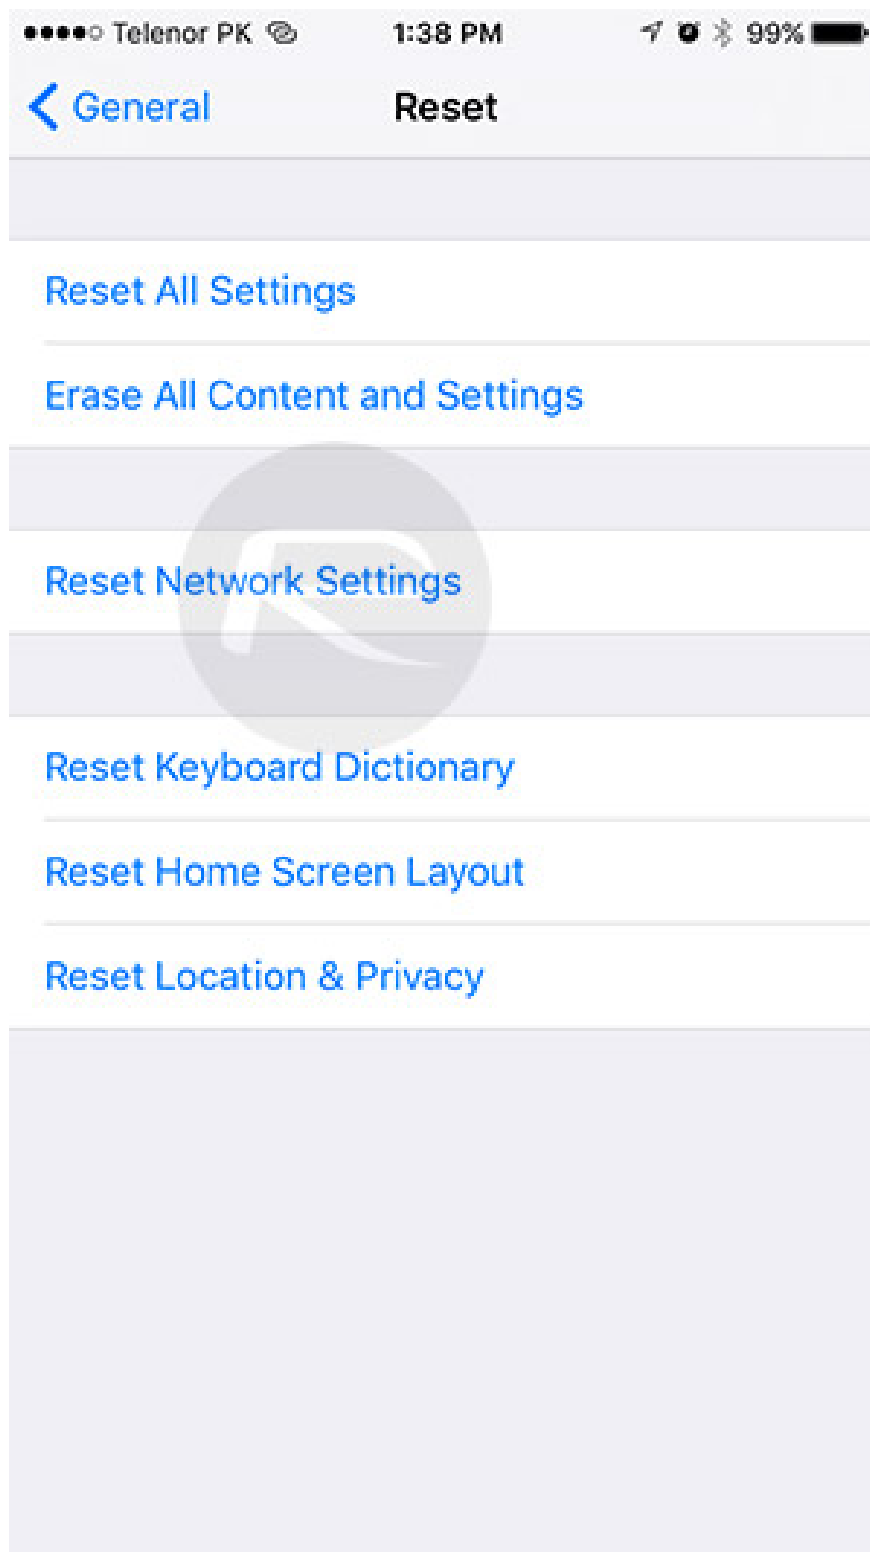 Telenor PK 1:38 PM 99%
General Reset
Reset All Settings
Erase All Content and Settings
Reset Network Settings
Reset Keyboard Dictionary
Reset Home Screen Layout
Reset Location & Privacy